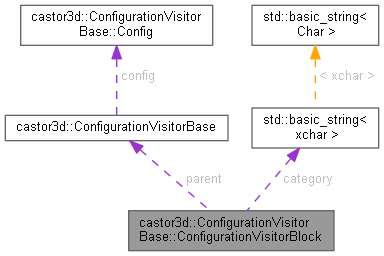 castor3d::ConfigurationVisitor
Base::Config
std::basic_string<
Char >
config
< xchar >
castor3d::ConfigurationVisitorBase
std::basic_string<
xchar >
parent
category
castor3d::ConfigurationVisitor
Base::ConfigurationVisitorBlock